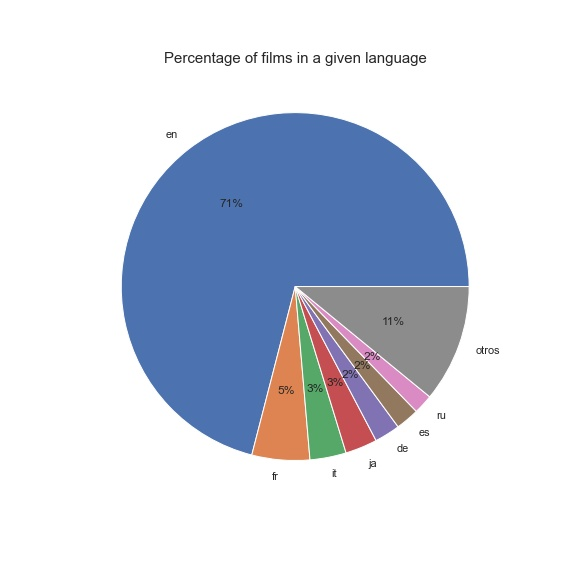 Percentage of films in a given language
en
71%
11%
otros
2%
2%
2%
3%
3%
5%
ru
es
de
ja
it
fr